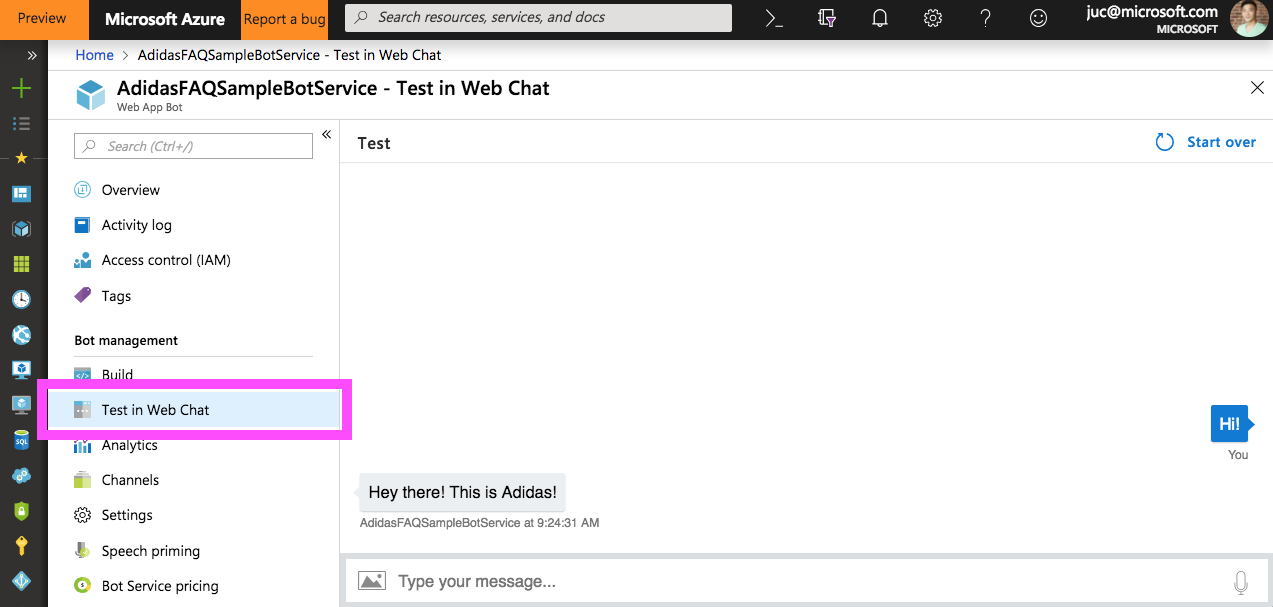 Preview
Microsoft Azure
Report a bug
Search resources, services, and docs
juc@microsoft.com
MICROSOFT
Home > AdidasFAQSampleBotService - Test in Web Chat
AdidasFAQSampleBotService - Test in Web Chat
Web App Bot
Search (Ctrl+/)
Overview
Activity log
Access control (IAM)
Tags
Bot management
Build
Test in Web Chat
Analytics
Channels
Settings
Speech priming
Bot Service pricing
SQL
Test
Start over
Hi!
You
Hey there! This is Adidas!
AdidasFAQSampleBotService at 9:24:31 AM
Type your message...